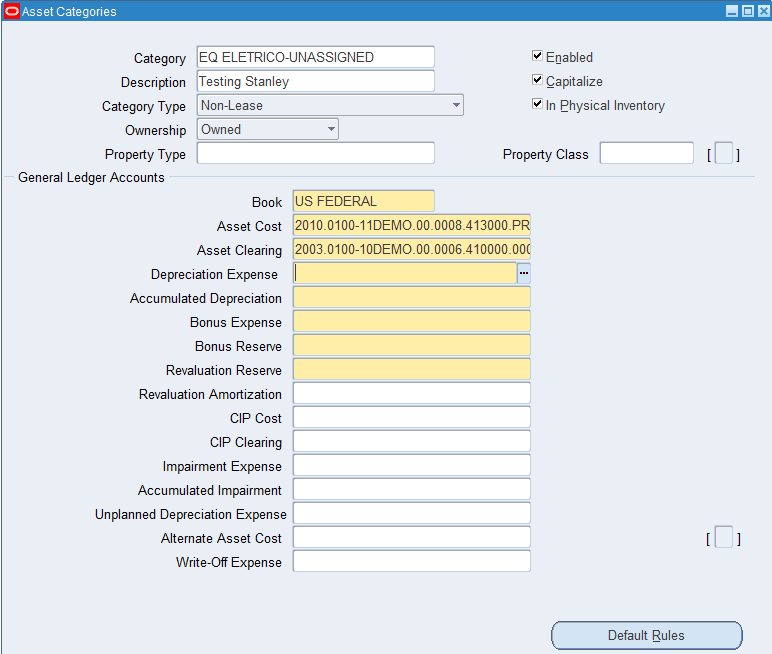 Asset Categories
Category EQ ELETRICO-UNASSIGNED Enabled
Description Testing Stanley Capitalize
Category Type Non-Lease In Physical Inventory
Ownership Owned
Property Type Property Class [ ]
General Ledger Accounts
Book US FEDERAL
Asset Cost 2010.0100-11DEMO.00.0008.413000.PR
Asset Clearing 2003.0100-10DEMO.00.0006.410000.000
Depreciation Expense ...
Accumulated Depreciation
Bonus Expense
Bonus Reserve
Revaluation Reserve
Revaluation Amortization
CIP Cost
CIP Clearing
Impairment Expense
Accumulated Impairment
Unplanned Depreciation Expense
Alternate Asset Cost [ ]
Write-Off Expense
Default Rules